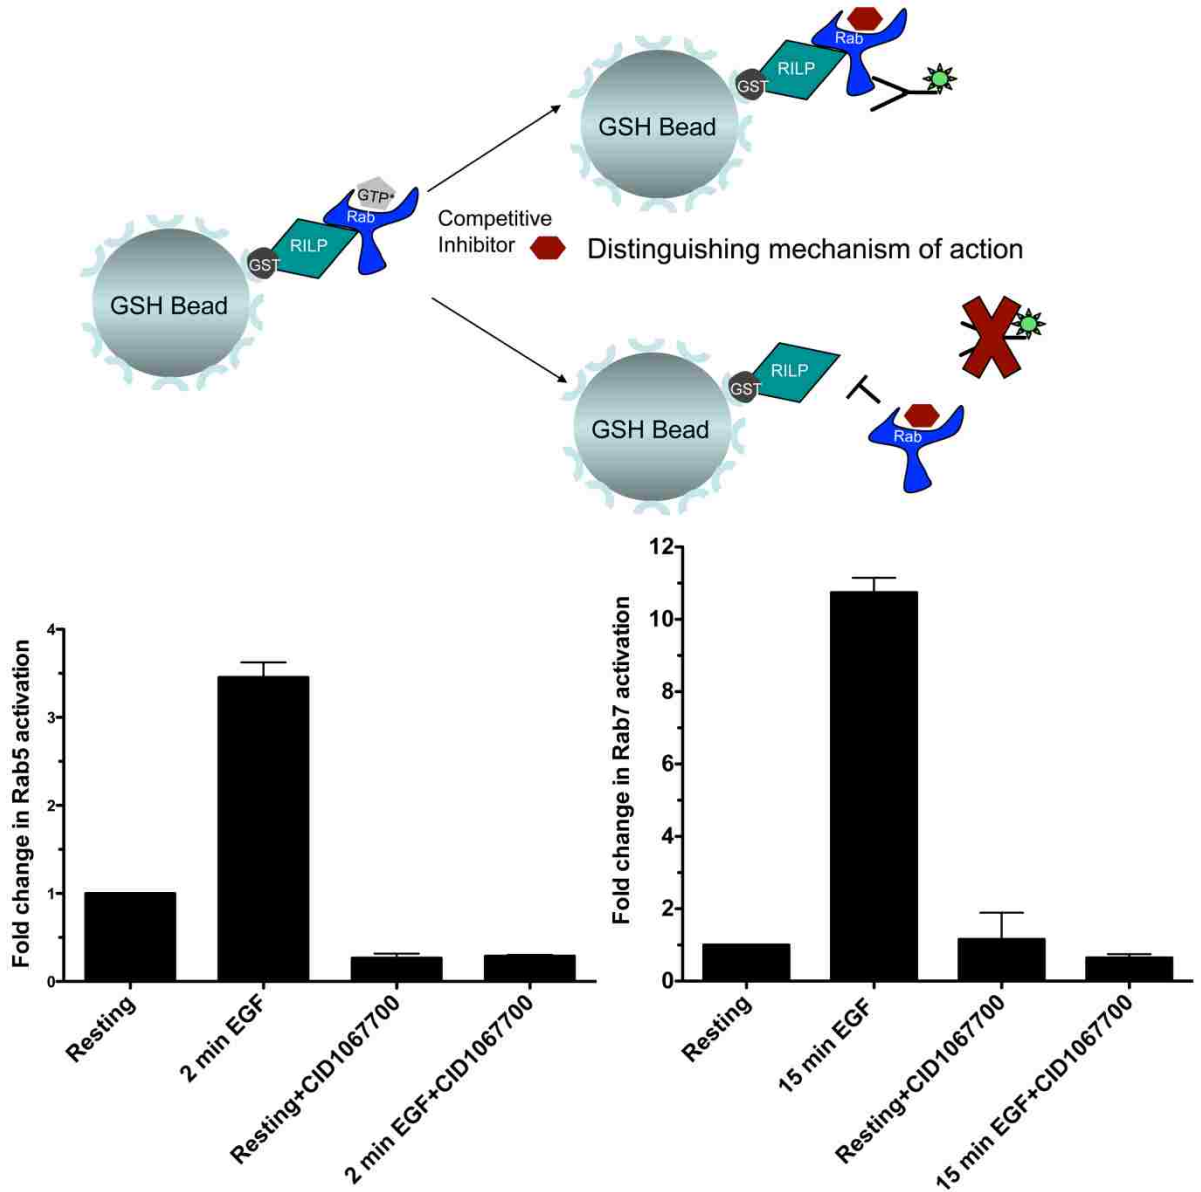 Rab
RILP
GST
GSH Bead
GTP*
Rab
RILP
GST
GSH Bead
Competitive
Inhibitor
Distinguishing mechanism of action
RILP
GST
GSH Bead
Rab
Fold change in Rab5 activation
4
3
2
1
0
Resting
2 min EGF
Resting+CID1067700
2 min EGF+CID1067700
Fold change in Rab7 activation
12
10
8
6
4
2
0
Resting
15 min EGF
Resting+CID1067700
15 min EGF+CID1067700